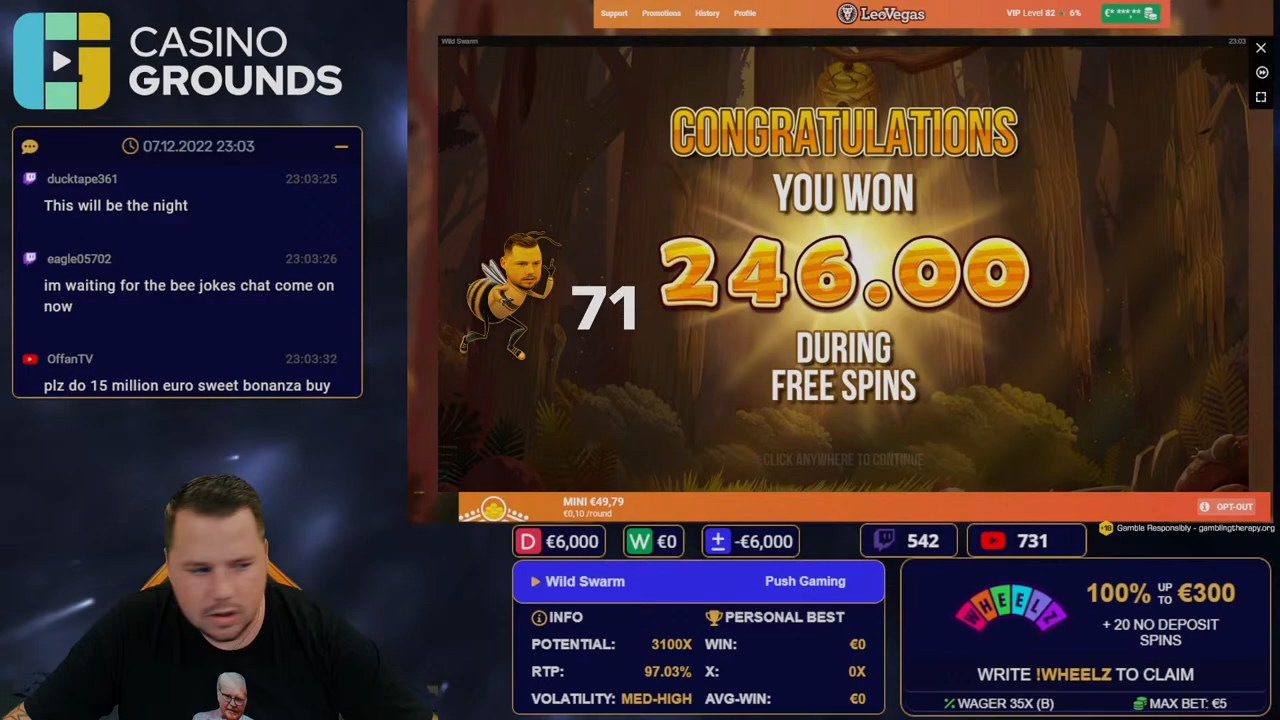 CASINO
GROUNDS
07.12.2022 23:03
ducktape361 23:03:25
This will be the night
eagle05702 23:03:26
im waiting for the bee jokes chat come on
now
OffanTV 23:03:32
plz do 15 million euro sweet bonanza buy
Support Promotions History Profile
LeoVegas
VIP Level 82 6%
€* ***,**
Wild Swarm 23:03
CONGRATULATIONS
YOU WON
71
246.00
DURING
FREE SPINS
CLICK ANYWHERE TO CONTINUE
MINI €49,79
€0,10 /round
OPT-OUT
D €6,000 W €0 ± -€6,000
542 731
+18 Gamble Responsibly - gamblingtherapy.org
Wild Swarm Push Gaming
INFO PERSONAL BEST
POTENTIAL: 3100X WIN: €0
RTP: 97.03% X: 0X
VOLATILITY: MED-HIGH AVG-WIN: €0
WHEELZ
100% UP TO €300
+ 20 NO DEPOSIT
SPINS
WRITE !WHEELZ TO CLAIM
WAGER 35X (B) MAX BET: €5